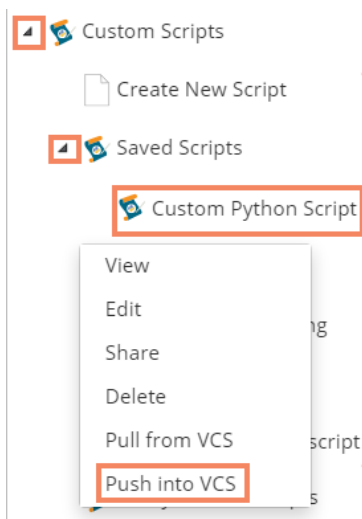 Custom Scripts
Create New Script
Saved Scripts
Custom Python Script
View
Edit
Share
Delete
Pull from VCS
Push into VCS